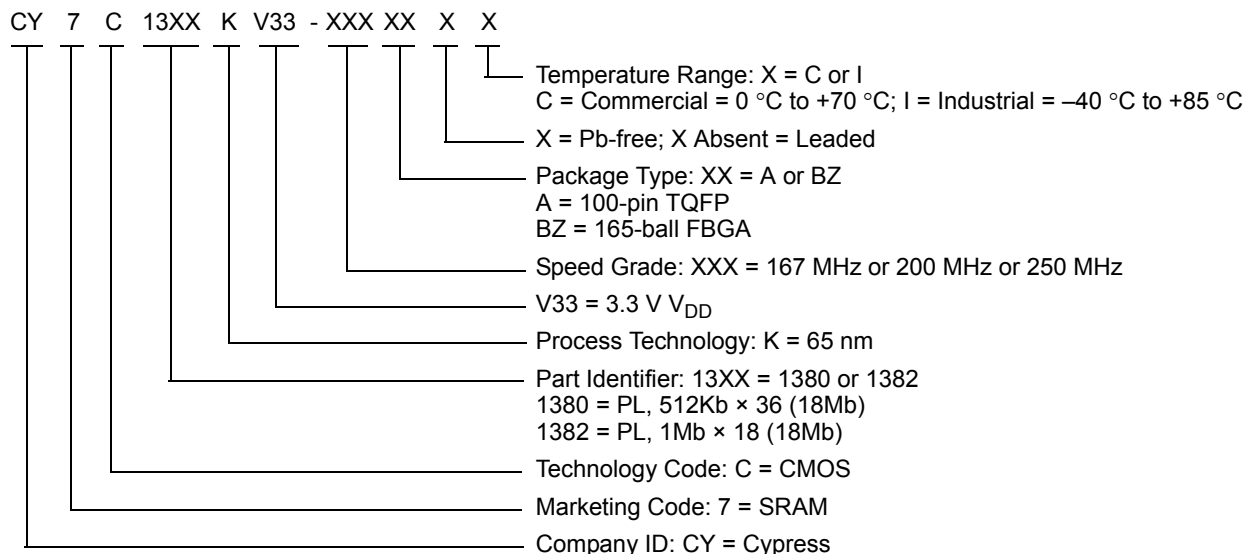 CY 7 C 13XX K V33 - XXX XX X X
Temperature Range: X = C or I
C = Commercial = 0 °C to +70 °C; I = Industrial = –40 °C to +85 °C
X = Pb-free; X Absent = Leaded
Package Type: XX = A or BZ
A = 100-pin TQFP
BZ = 165-ball FBGA
Speed Grade: XXX = 167 MHz or 200 MHz or 250 MHz
V33 = 3.3 V VDD
Process Technology: K = 65 nm
Part Identifier: 13XX = 1380 or 1382
1380 = PL, 512Kb × 36 (18Mb)
1382 = PL, 1Mb × 18 (18Mb)
Technology Code: C = CMOS
Marketing Code: 7 = SRAM
Company ID: CY = Cypress